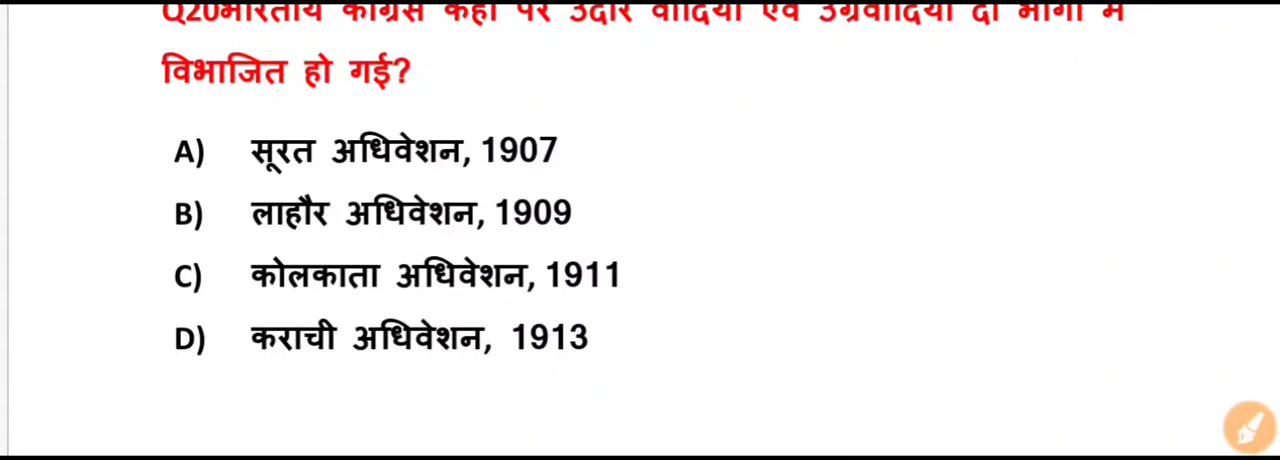 Q20भारतीय कांग्रेस कहां पर उदार वादियों एवं उग्रवादियों दो भागों में
विभाजित हो गई?
A) सूरत अधिवेशन, 1907
B) लाहौर अधिवेशन, 1909
C) कोलकाता अधिवेशन, 1911
D) कराची अधिवेशन, 1913